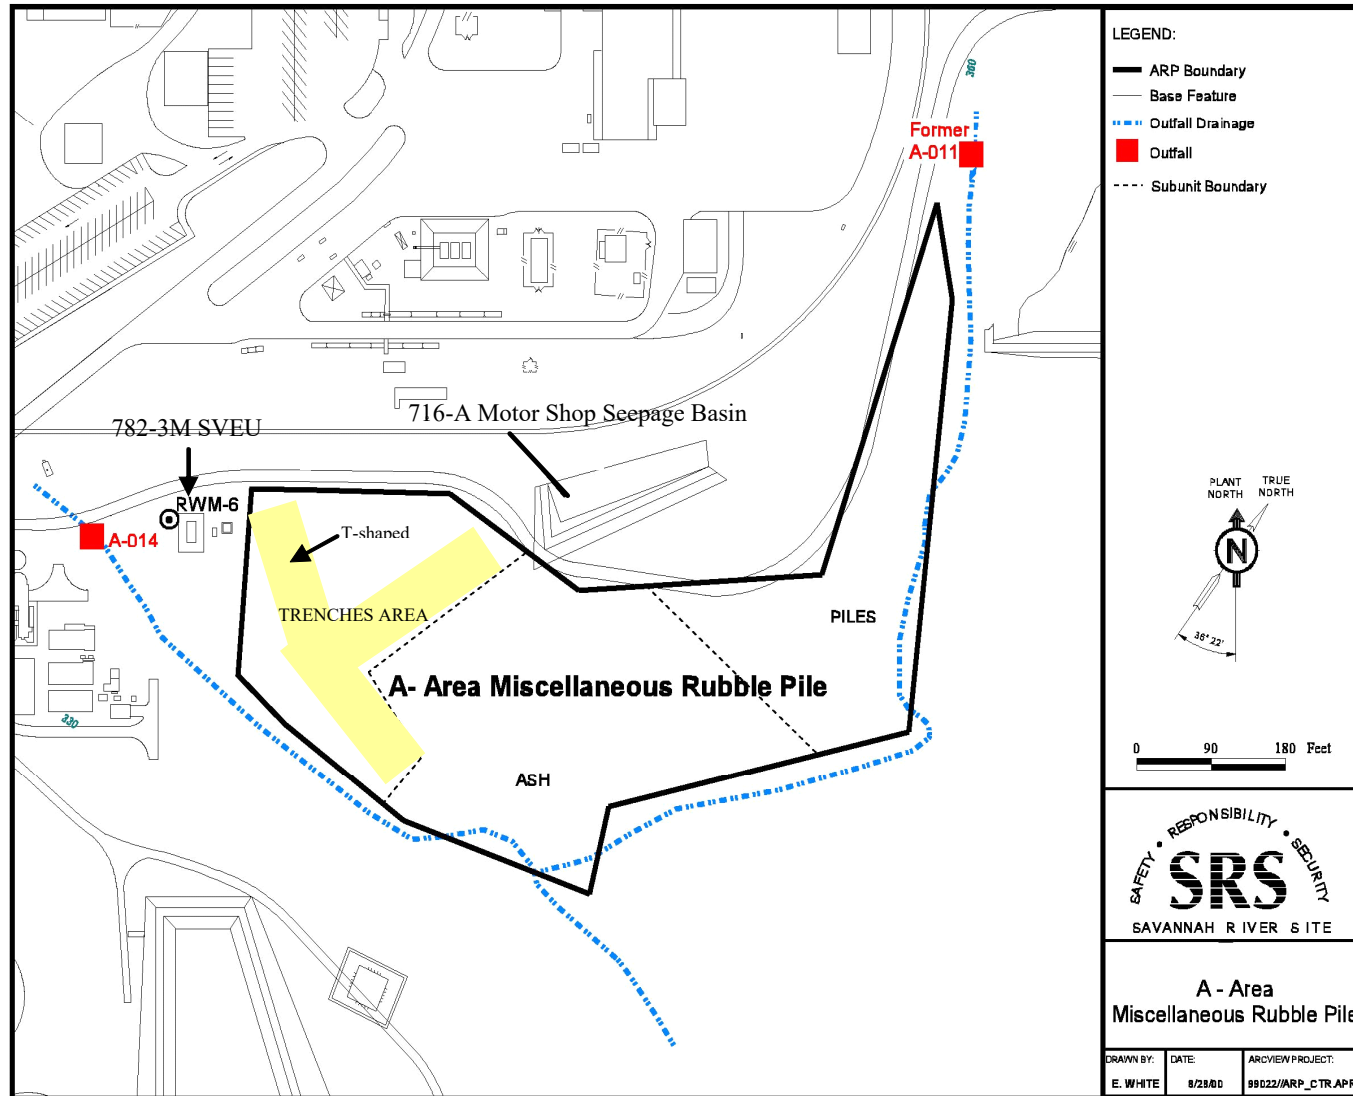 LEGEND:
ARP Boundary
Base Feature
Outfall Drainage
Outfall
Subunit Boundary
360
Former
A-011
716-A Motor Shop Seepage Basin
782-3M SVEU
RWM-6
A-014
T-shaped
TRENCHES AREA
PILES
A- Area Miscellaneous Rubble Pile
ASH
330
PLANT NORTH
TRUE NORTH
N
36° 22'
0 90 180 Feet
SAFETY • RESPONSIBILITY • SECURITY
SRS
SAVANNAH RIVER SITE
A - Area
Miscellaneous Rubble Pile
DRAWN BY:
E. WHITE
DATE:
8/28/00
ARCVIEW PROJECT:
99022//ARP_CTR.APR